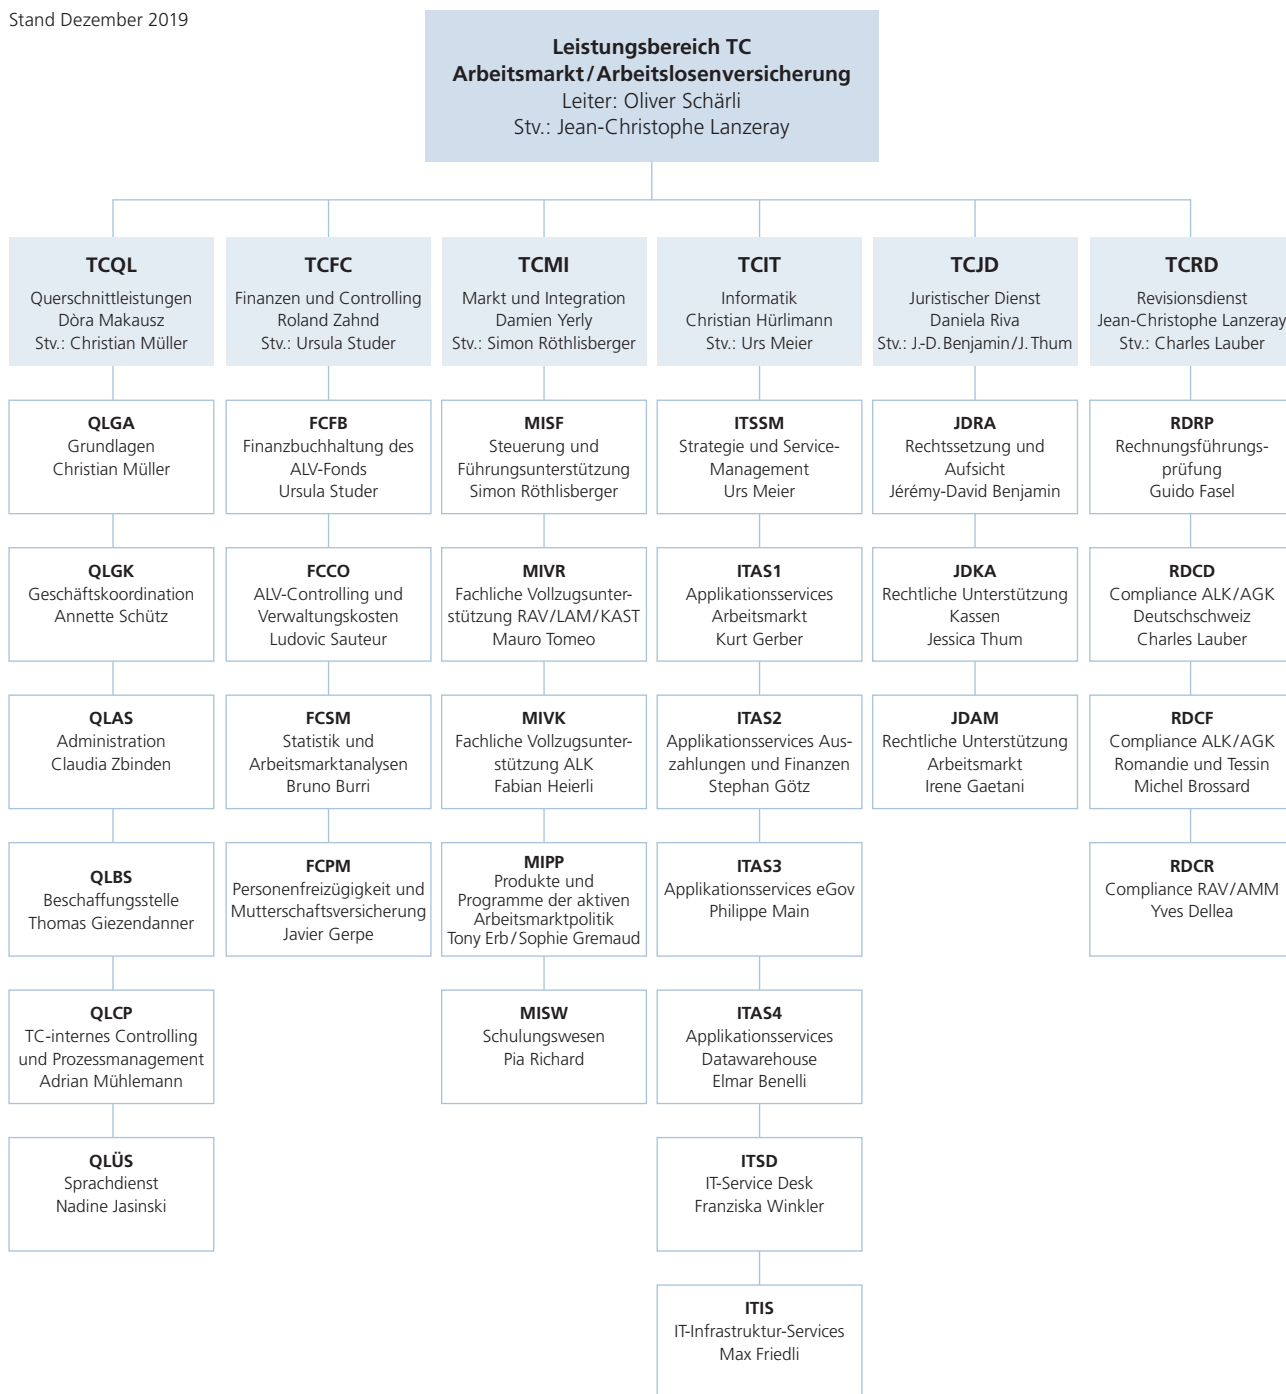 Stand Dezember 2019
Leistungsbereich TC
Arbeitsmarkt/Arbeitslosenversicherung
Leiter: Oliver Schärli
Stv.: Jean-Christophe Lanzeray
TCQL
Querschnittleistungen
Dòra Makausz
Stv.: Christian Müller
QLGA
Grundlagen
Christian Müller
QLGK
Geschäftskoordination
Annette Schütz
QLAS
Administration
Claudia Zbinden
QLBS
Beschaffungsstelle
Thomas Giezendanner
QLCP
TC-internes Controlling
und Prozessmanagement
Adrian Mühlemann
QLÜS
Sprachdienst
Nadine Jasinski
TCFC
Finanzen und Controlling
Roland Zahnd
Stv.: Ursula Studer
FCFB
Finanzbuchhaltung des
ALV-Fonds
Ursula Studer
FCCO
ALV-Controlling und
Verwaltungskosten
Ludovic Sauteur
FCSM
Statistik und
Arbeitsmarktanalysen
Bruno Burri
FCPM
Personenfreizügigkeit und
Mutterschaftsversicherung
Javier Gerpe
TCMI
Markt und Integration
Damien Yerly
Stv.: Simon Röthlisberger
MISF
Steuerung und
Führungsunterstützung
Simon Röthlisberger
MIVR
Fachliche Vollzugsunter-
stützung RAV/LAM/KAST
Mauro Tomeo
MIVK
Fachliche Vollzugsunter-
stützung ALK
Fabian Heierli
MIPP
Produkte und
Programme der aktiven
Arbeitsmarktpolitik
Tony Erb/Sophie Gremaud
MISW
Schulungswesen
Pia Richard
TCIT
Informatik
Christian Hürlimann
Stv.: Urs Meier
ITSSM
Strategie und Service-
Management
Urs Meier
ITAS1
Applikationsservices
Arbeitsmarkt
Kurt Gerber
ITAS2
Applikationsservices Aus-
zahlungen und Finanzen
Stephan Götz
ITAS3
Applikationsservices eGov
Philippe Main
ITAS4
Applikationsservices
Datawarehouse
Elmar Benelli
ITSD
IT-Service Desk
Franziska Winkler
ITIS
IT-Infrastruktur-Services
Max Friedli
TCJD
Juristischer Dienst
Daniela Riva
Stv.: J.-D. Benjamin/J. Thum
JDRA
Rechtssetzung und
Aufsicht
Jérémy-David Benjamin
JDKA
Rechtliche Unterstützung
Kassen
Jessica Thum
JDAM
Rechtliche Unterstützung
Arbeitsmarkt
Irene Gaetani
TCRD
Revisionsdienst
Jean-Christophe Lanzeray
Stv.: Charles Lauber
RDRP
Rechnungsführungs-
prüfung
Guido Fasel
RDCD
Compliance ALK/AGK
Deutschschweiz
Charles Lauber
RDCF
Compliance ALK/AGK
Romandie und Tessin
Michel Brossard
RDCR
Compliance RAV/AMM
Yves Dellea